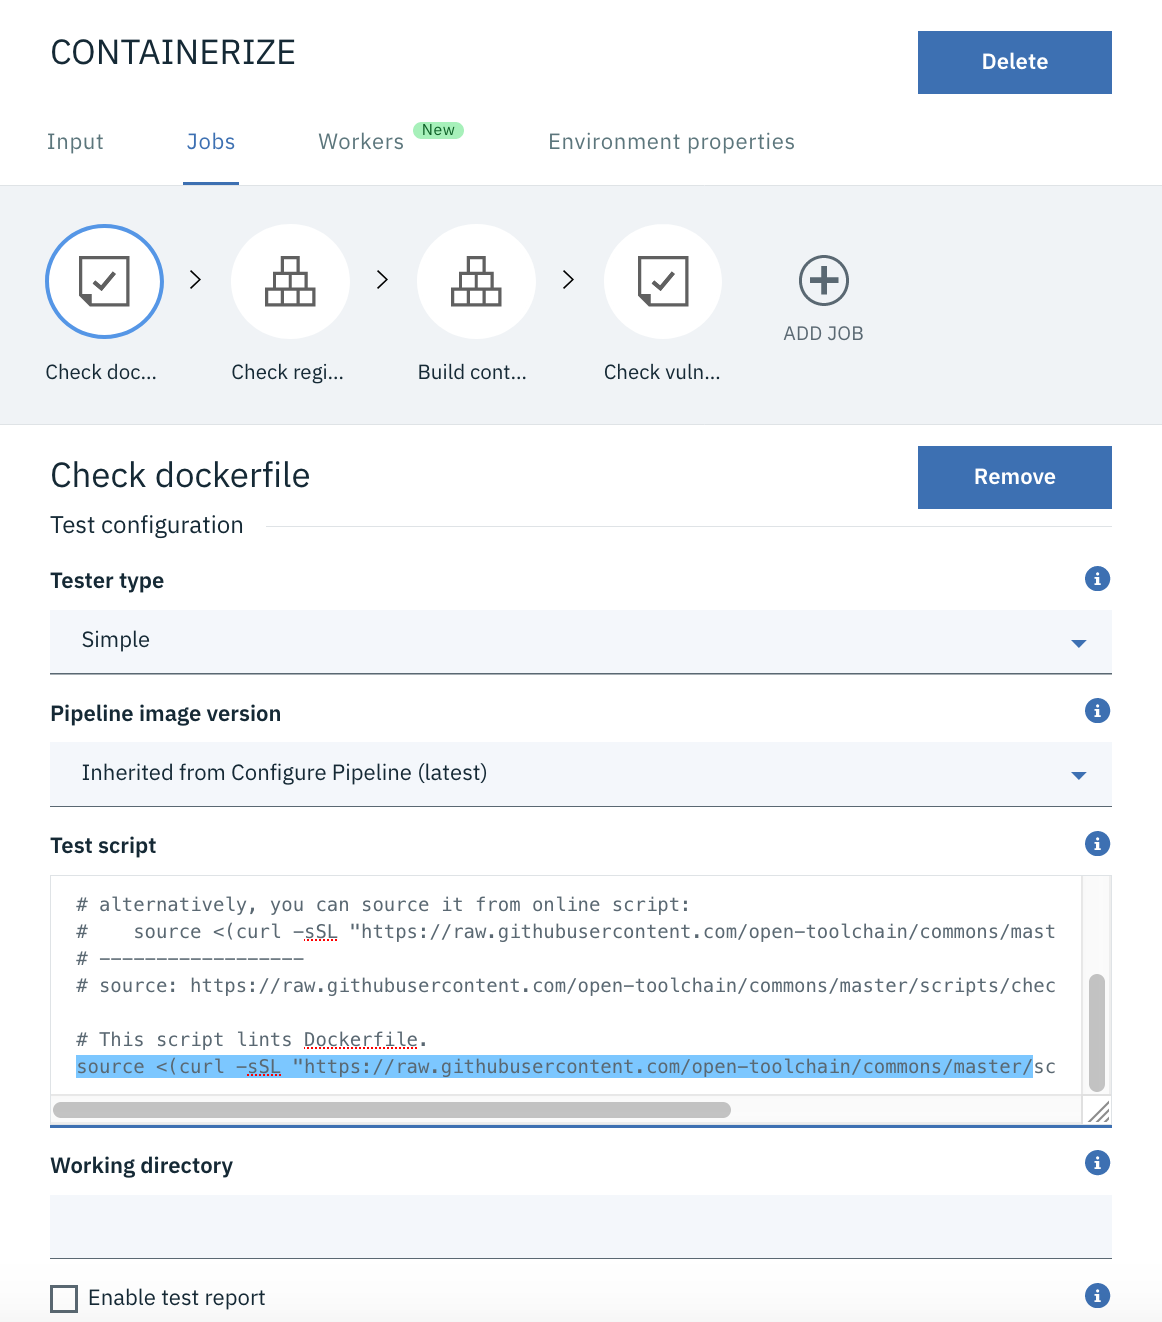 CONTAINERIZE
Delete
Input
Jobs
Workers New
Environment properties
Check doc...
Check regi...
Build cont...
Check vuln...
ADD JOB
Check dockerfile
Remove
Test configuration
Tester type
Simple
Pipeline image version
Inherited from Configure Pipeline (latest)
Test script
# alternatively, you can source it from online script:
#    source <(curl -sSL "https://raw.githubusercontent.com/open-toolchain/commons/mast
# ------------------
# source: https://raw.githubusercontent.com/open-toolchain/commons/master/scripts/chec
# This script lints Dockerfile.
source <(curl -sSL "https://raw.githubusercontent.com/open-toolchain/commons/master/sc
Working directory
Enable test report